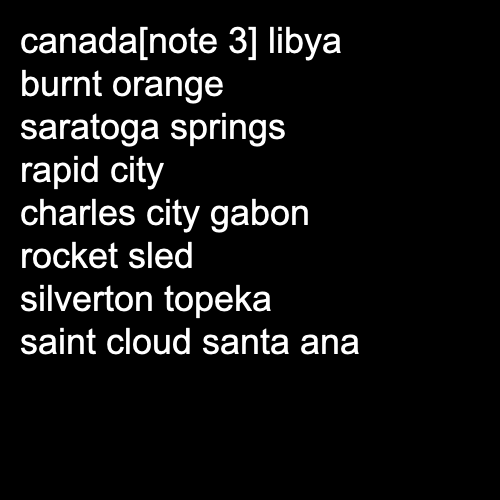 canada[note 3] libya
burnt orange
saratoga springs
rapid city
charles city gabon
rocket sled
silverton topeka
saint cloud santa ana